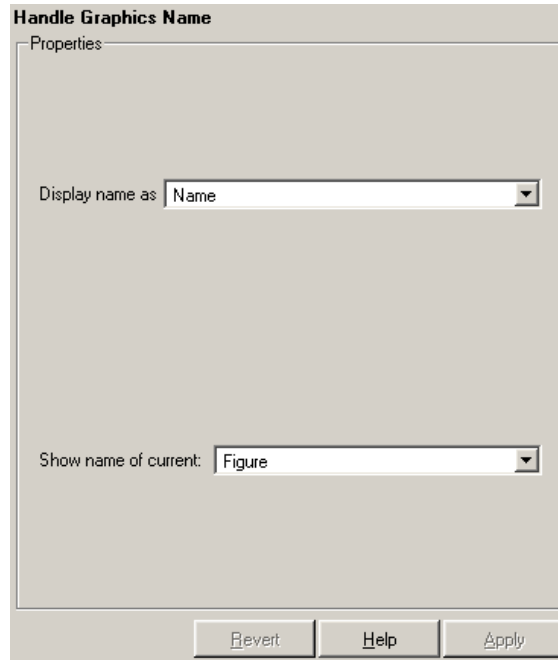 Handle Graphics Name
Properties
Display name as Name
Show name of current: Figure
Revert Help Apply